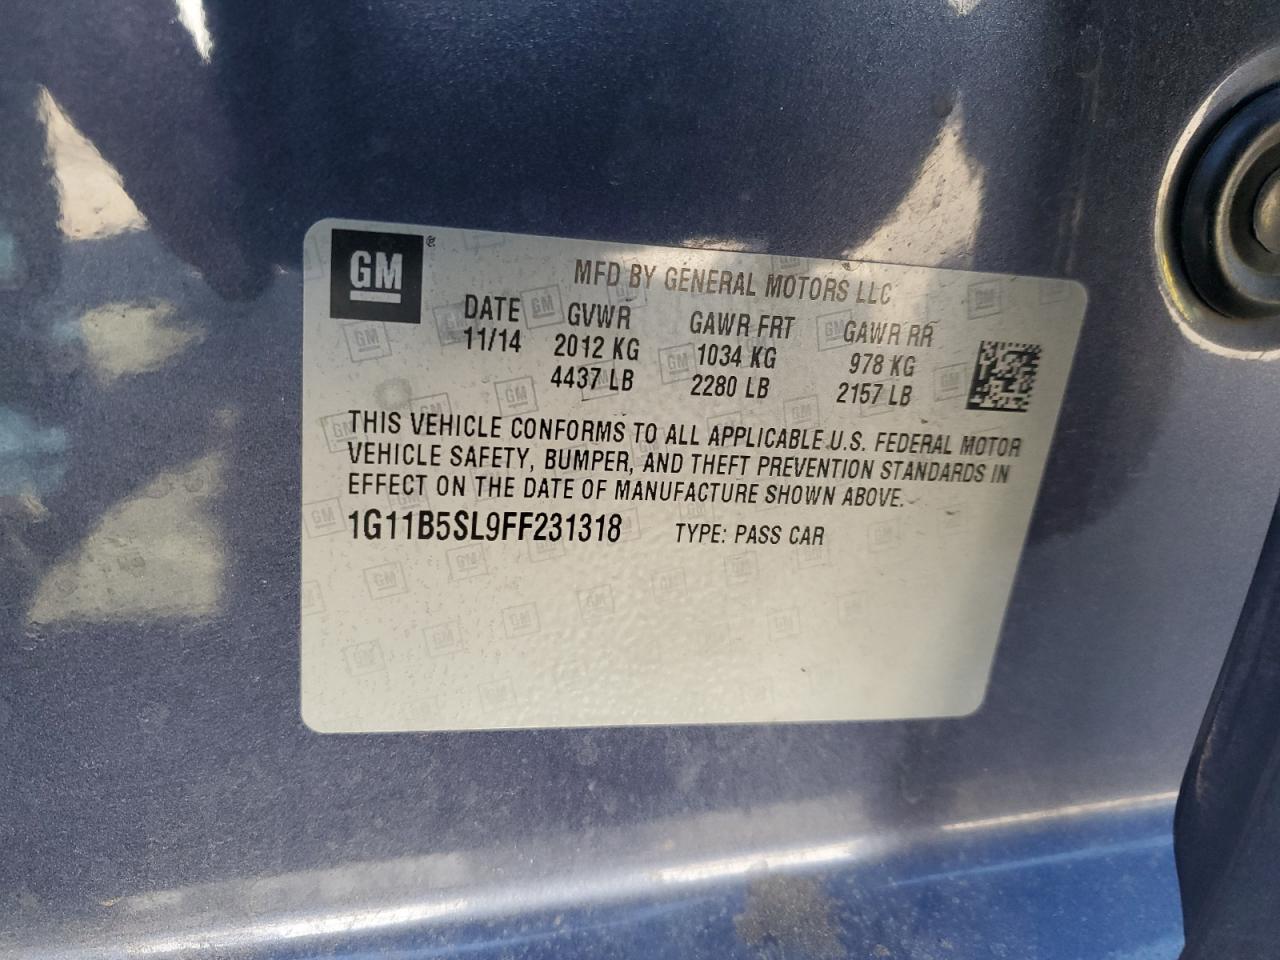 GM®
MFD BY GENERAL MOTORS LLC
DATE GVWR GAWR FRT GAWR RR
11/14 2012 KG 1034 KG 978 KG
4437 LB 2280 LB 2157 LB
THIS VEHICLE CONFORMS TO ALL APPLICABLE U.S. FEDERAL MOTOR
VEHICLE SAFETY, BUMPER, AND THEFT PREVENTION STANDARDS IN
EFFECT ON THE DATE OF MANUFACTURE SHOWN ABOVE.
1G11B5SL9FF231318 TYPE: PASS CAR